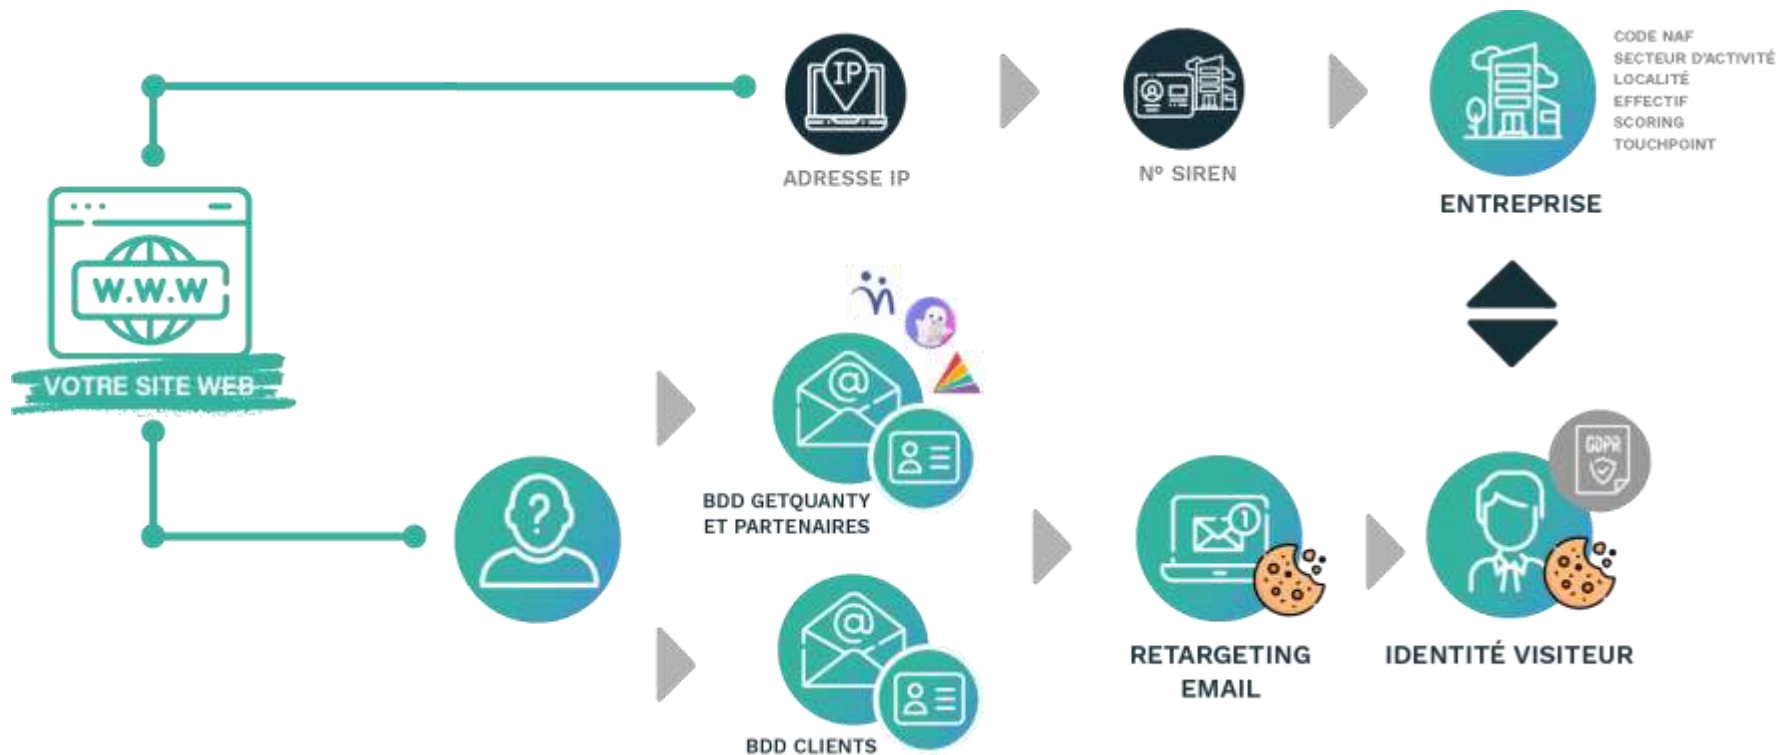 IP
ADRESSE IP
Nº SIREN
ENTREPRISE
CODE NAF
SECTEUR D'ACTIVITÉ
LOCALITÉ
EFFECTIF
SCORING
TOUCHPOINT
W.W.W
VOTRE SITE WEB
?
@
BDD GETQUANTY
ET PARTENAIRES
@
BDD CLIENTS
1
RETARGETING
EMAIL
GDPR
IDENTITÉ VISITEUR